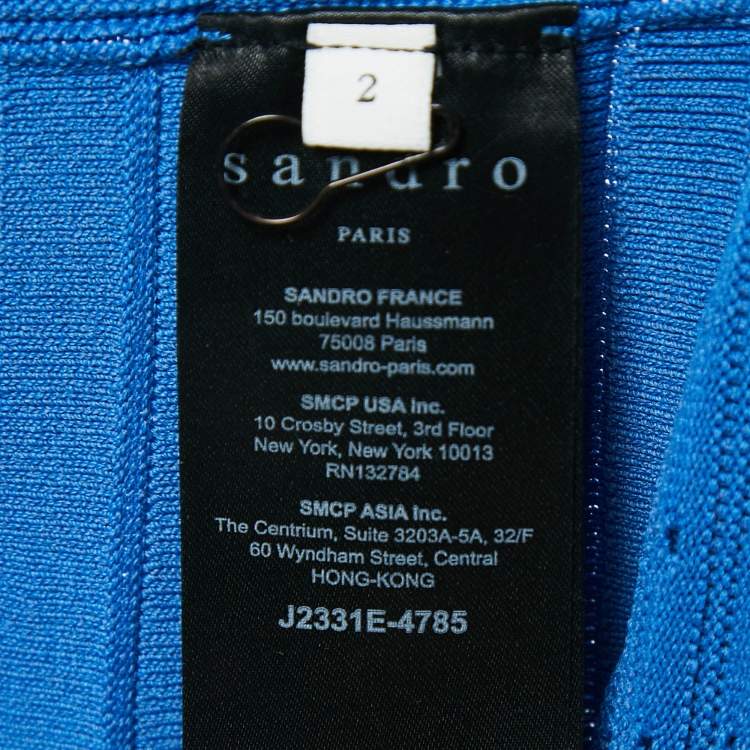 2
sandro
PARIS
SANDRO FRANCE
150 boulevard Haussmann
75008 Paris
www.sandro-paris.com
SMCP USA Inc.
10 Crosby Street, 3rd Floor
New York, New York 10013
RN132784
SMCP ASIA Inc.
The Centrium, Suite 3203A-5A, 32/F
60 Wyndham Street, Central
HONG-KONG
J2331E-4785